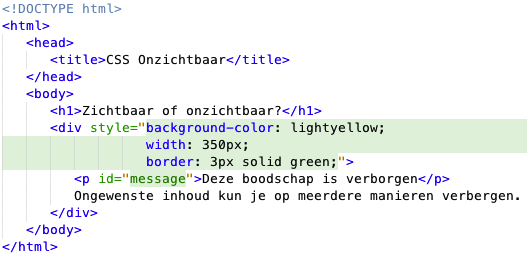 <!DOCTYPE html>
<html>
<head>
<title>CSS Onzichtbaar</title>
</head>
<body>
<h1>Zichtbaar of onzichtbaar?</h1>
<div style="background-color: lightyellow;
width: 350px;
border: 3px solid green;">
<p id="message">Deze boodschap is verborgen</p>
Ongewenste inhoud kun je op meerdere manieren verbergen.
</div>
</body>
</html>